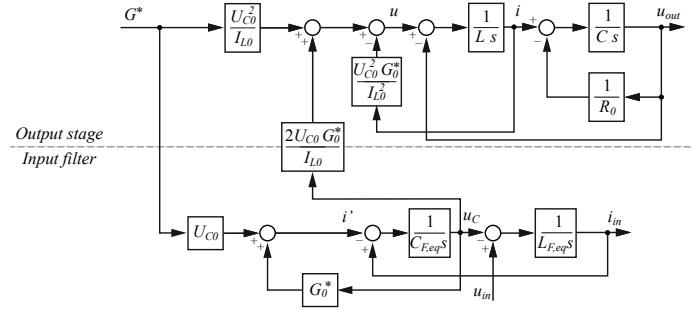 G*
U_C0^2 / I_L0
+
+
+
−
u
+
−
1 / L s
i
+
−
1 / C s
u_out
U_C0^2 G_0^* / I_L0^2
1 / R_0
Output stage
Input filter
2U_C0 G_0^* / I_L0
U_C0
+
+
i’
−
+
1 / C_F,eq s
u_C
−
+
1 / L_F,eq s
i_in
G_0^*
u_in